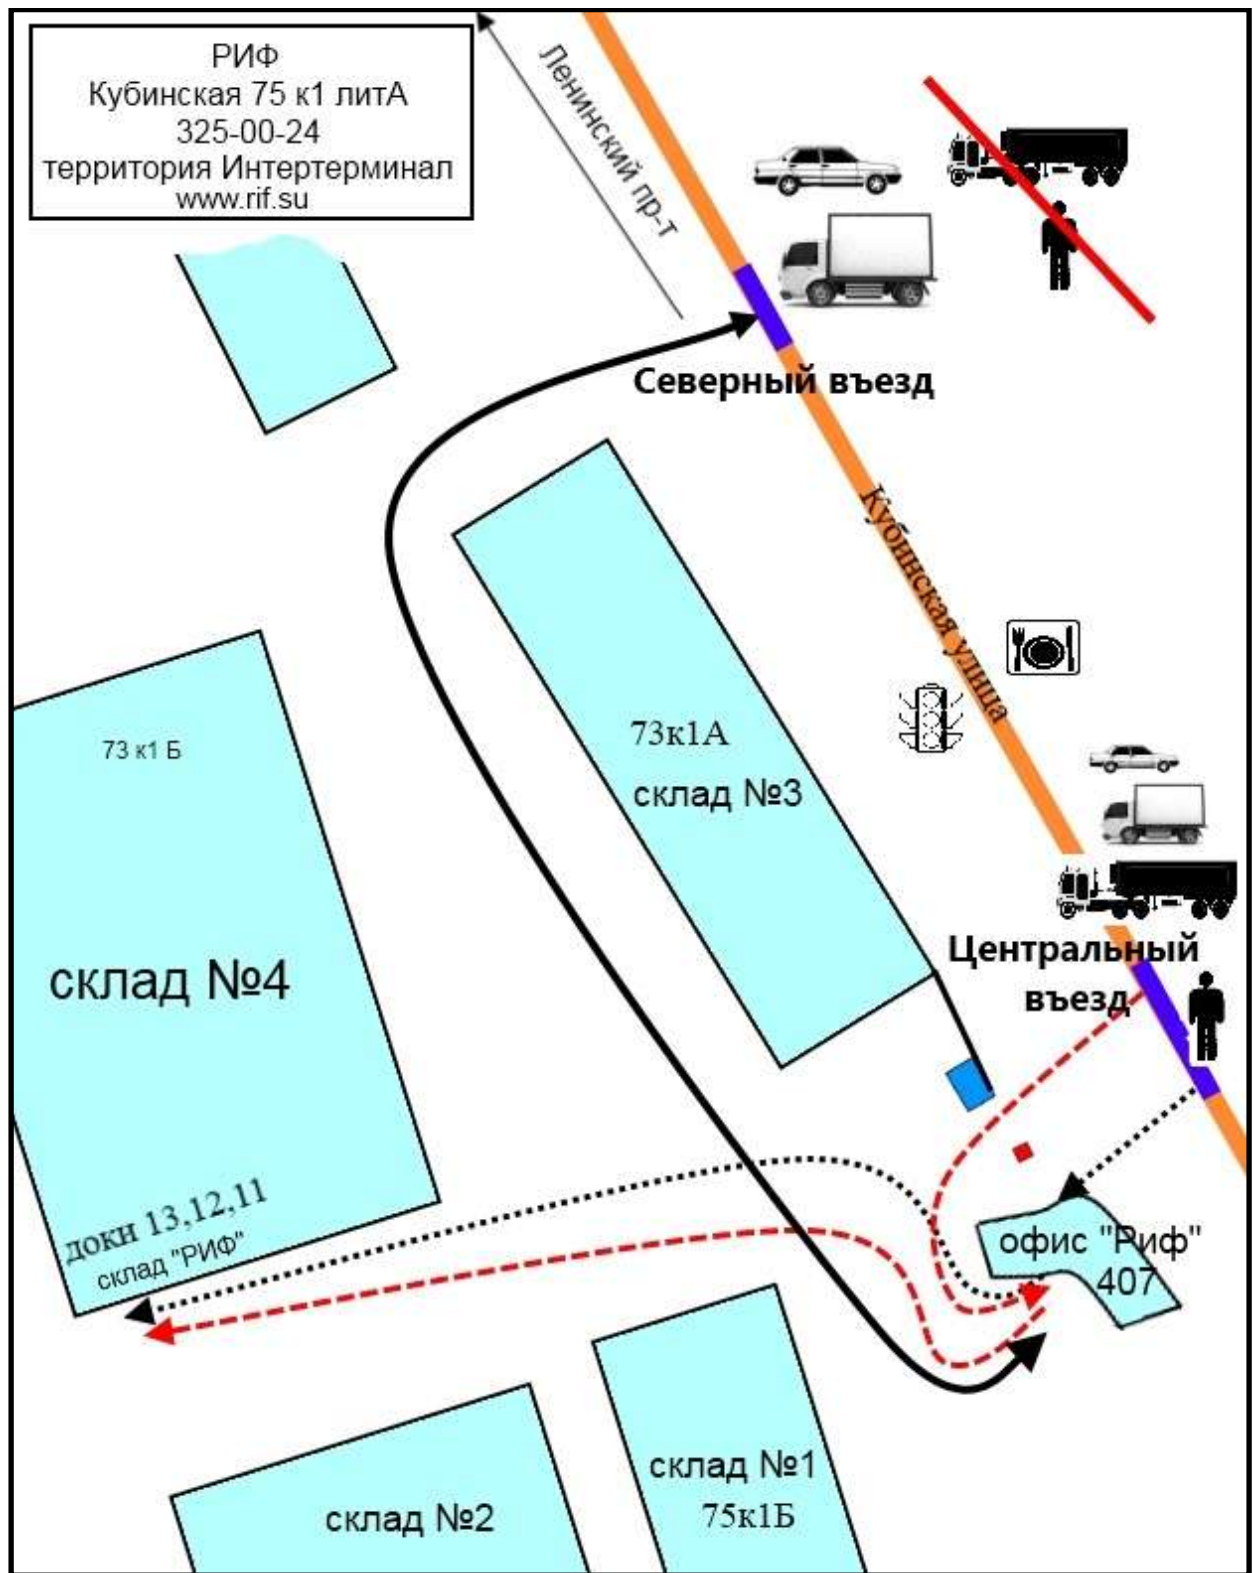 РИФ
Кубинская 75 к1 литА
325-00-24
территория Интертерминал
www.rif.su
Ленинский пр-т
Северный въезд
Кубинская улица
73к1А
склад №3
73 к1 Б
склад №4
Центральный
въезд
докн 13,12,11
склад "РИФ"
офис "Риф"
407
склад №1
75к1Б
склад №2